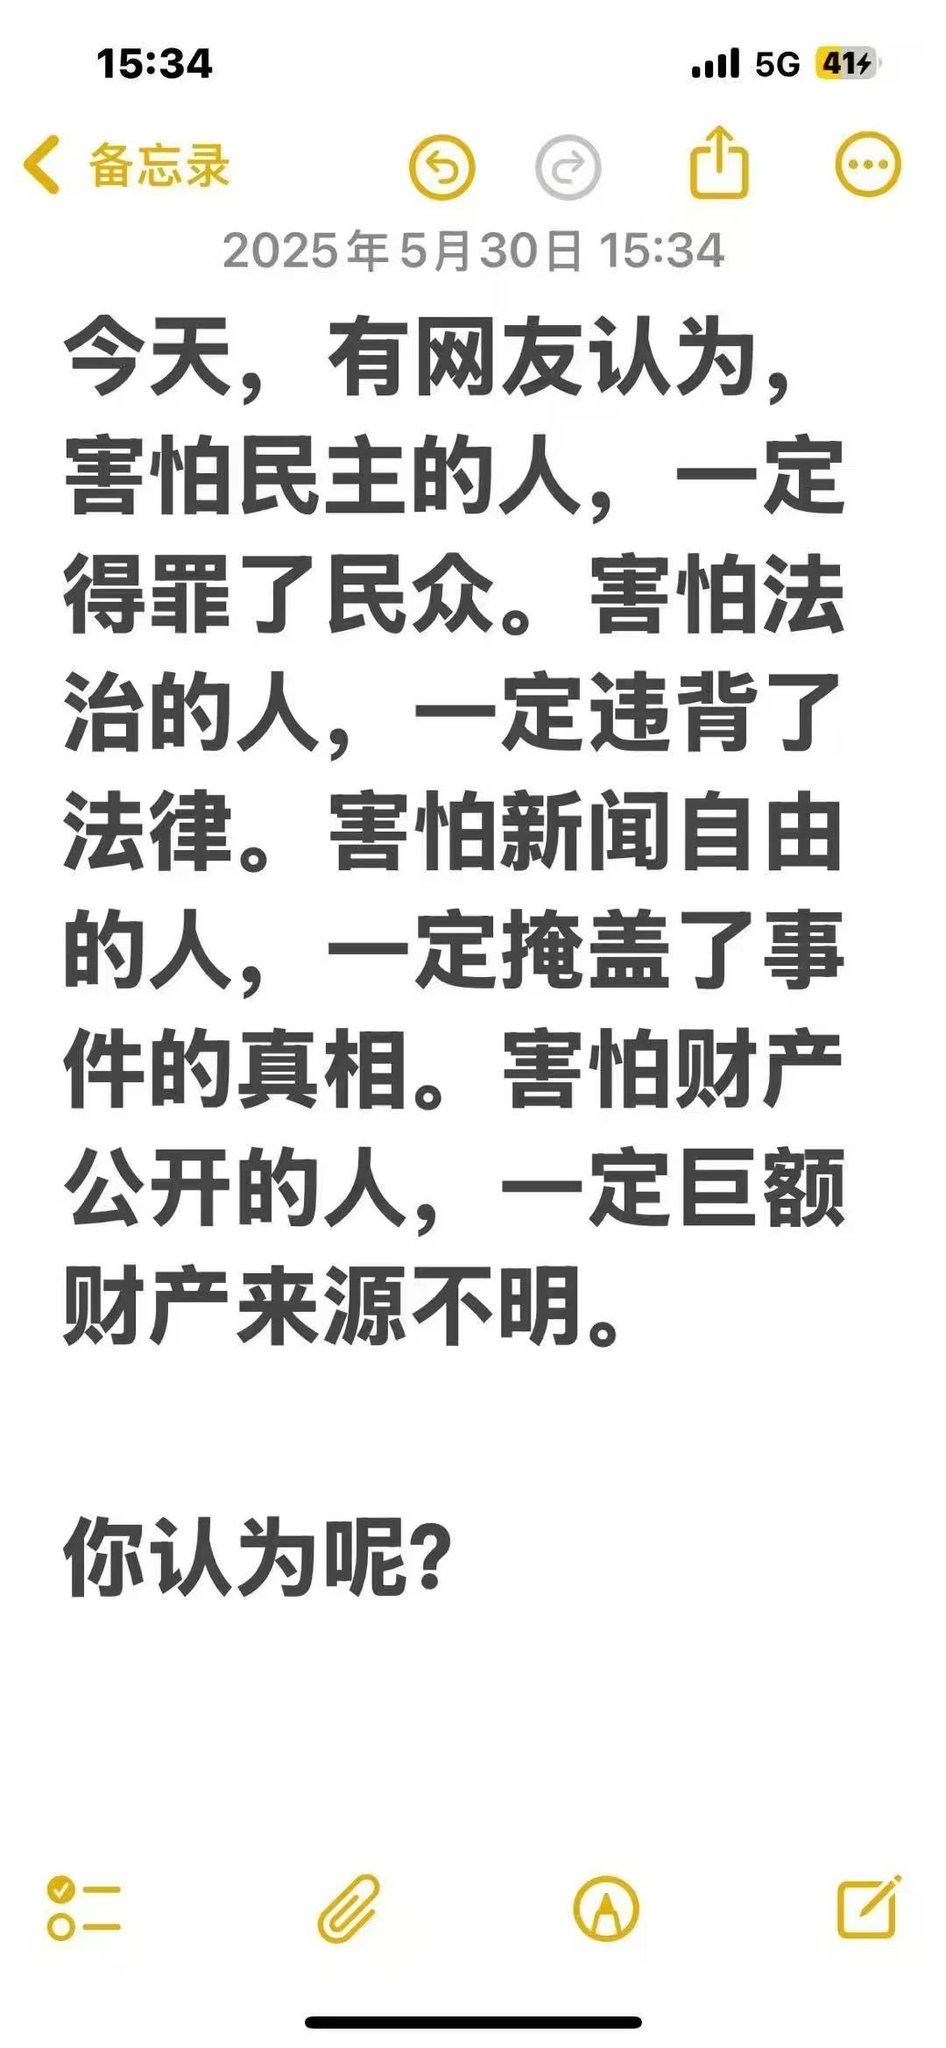 15:34 5G 41
备忘录
2025年5月30日 15:34
今天，有网友认为，
害怕民主的人，一定
得罪了民众。害怕法
治的人，一定违背了
法律。害怕新闻自由
的人，一定掩盖了事
件的真相。害怕财产
公开的人，一定巨额
财产来源不明。
你认为呢？